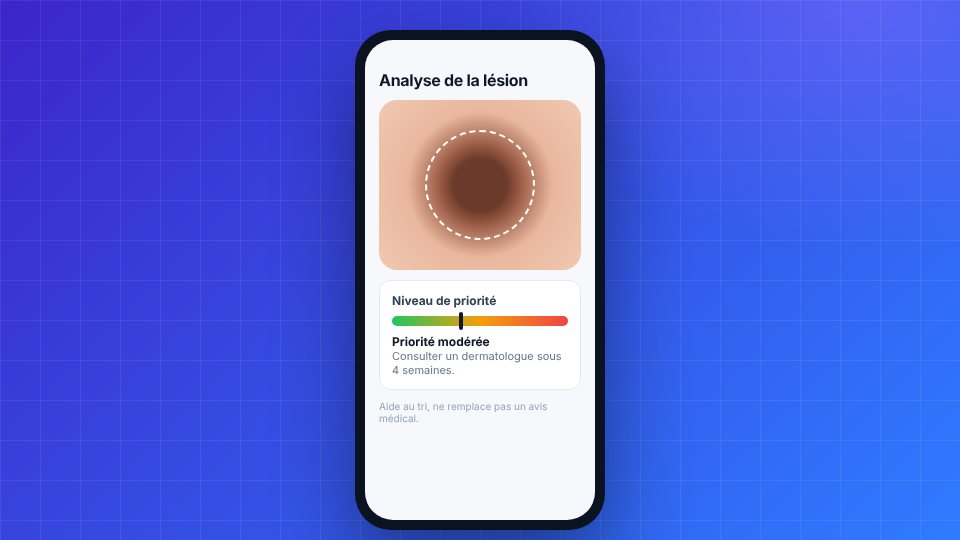 Analyse de la lésion
Niveau de priorité
Priorité modérée
Consulter un dermatologue sous
4 semaines.
Aide au tri, ne remplace pas un avis
médical.